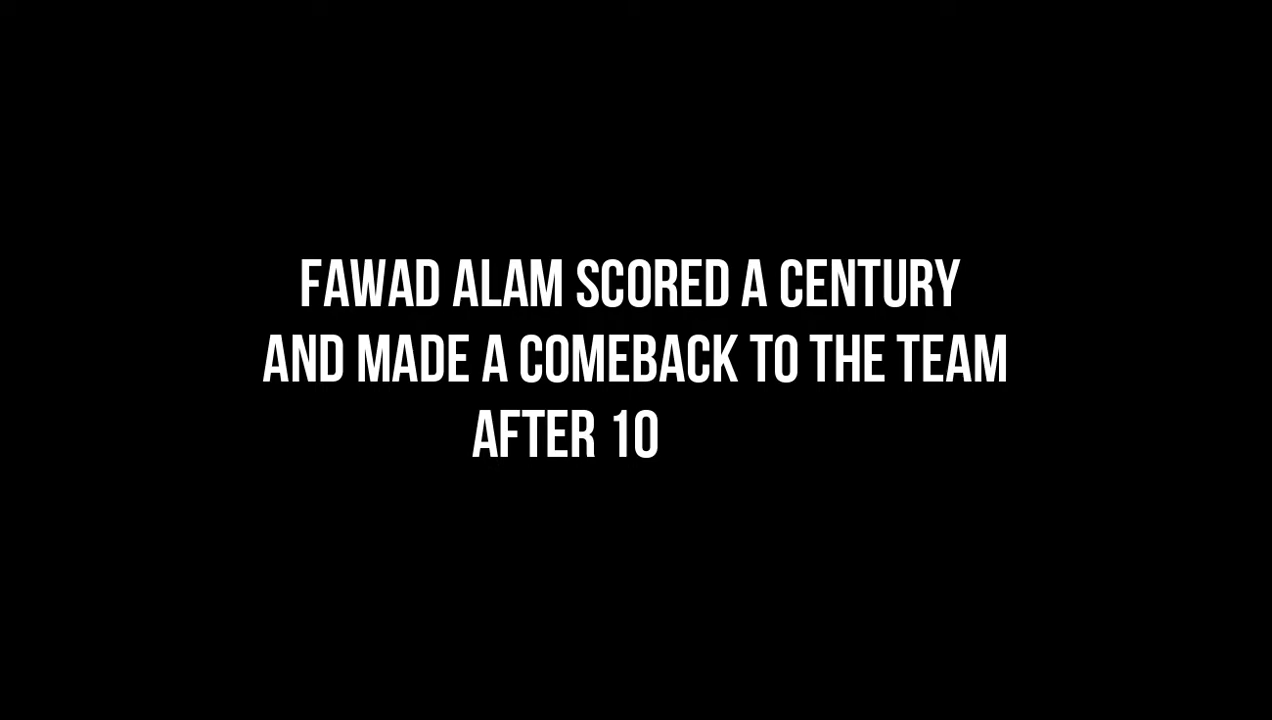 FAWAD ALAM SCORED A CENTURY
AND MADE A COMEBACK TO THE TEAM
AFTER 10